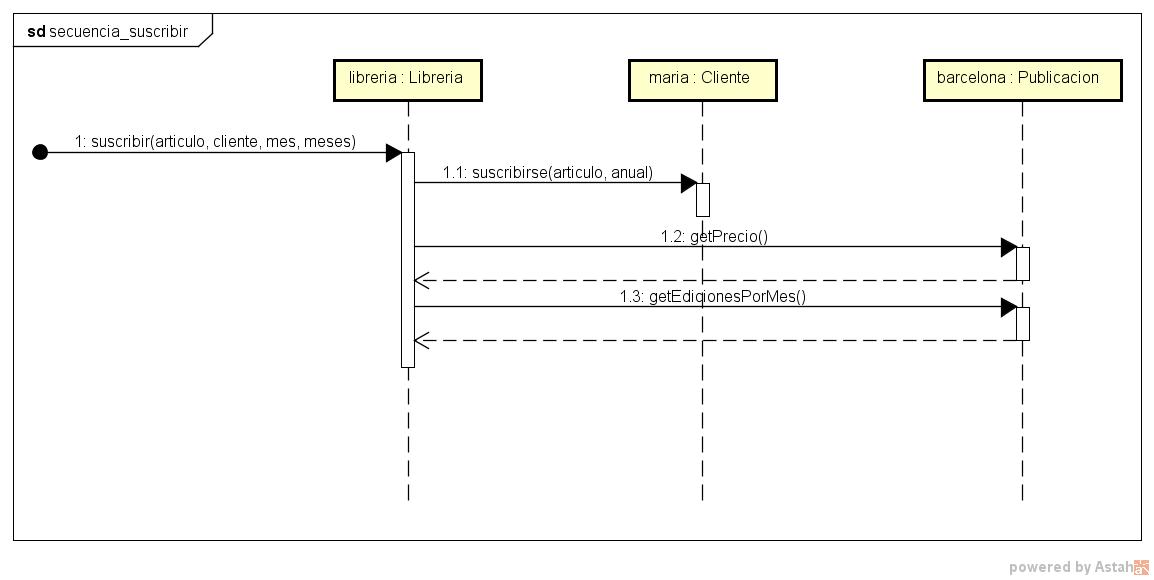 sd secuencia_suscribir
libreria : Libreria
maria : Cliente
barcelona : Publicacion
1: suscribir(articulo, cliente, mes, meses)
1.1: suscribirse(articulo, anual)
1.2: getPrecio()
1.3: getEdicionesPorMes()
powered by Astah